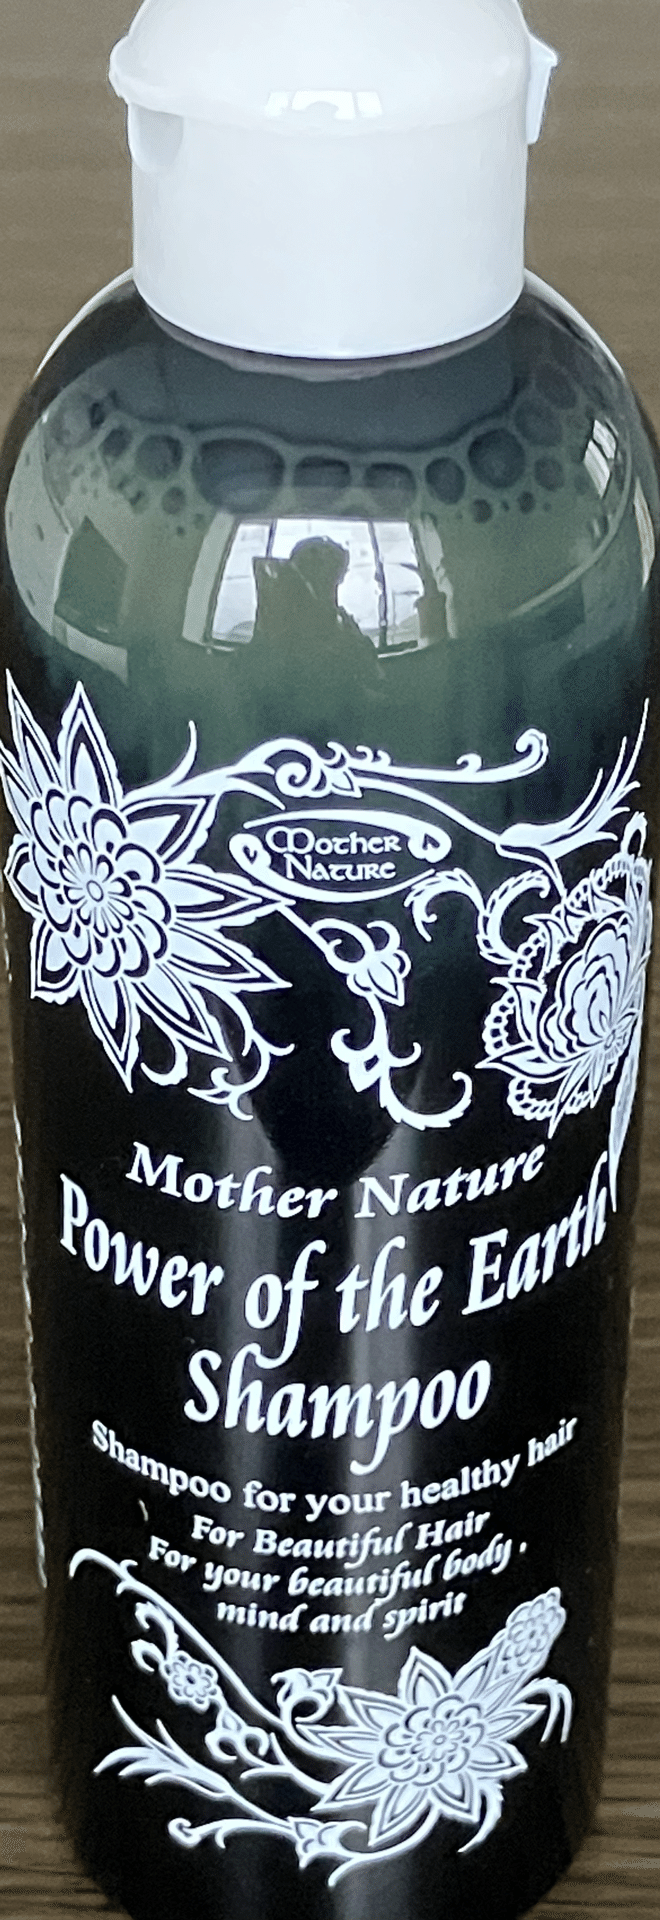 Mother
Nature
Mother Nature
Power of the Earth
Shampoo
Shampoo for your healthy hair
For Beautiful Hair
For your beautiful body.
mind and spirit